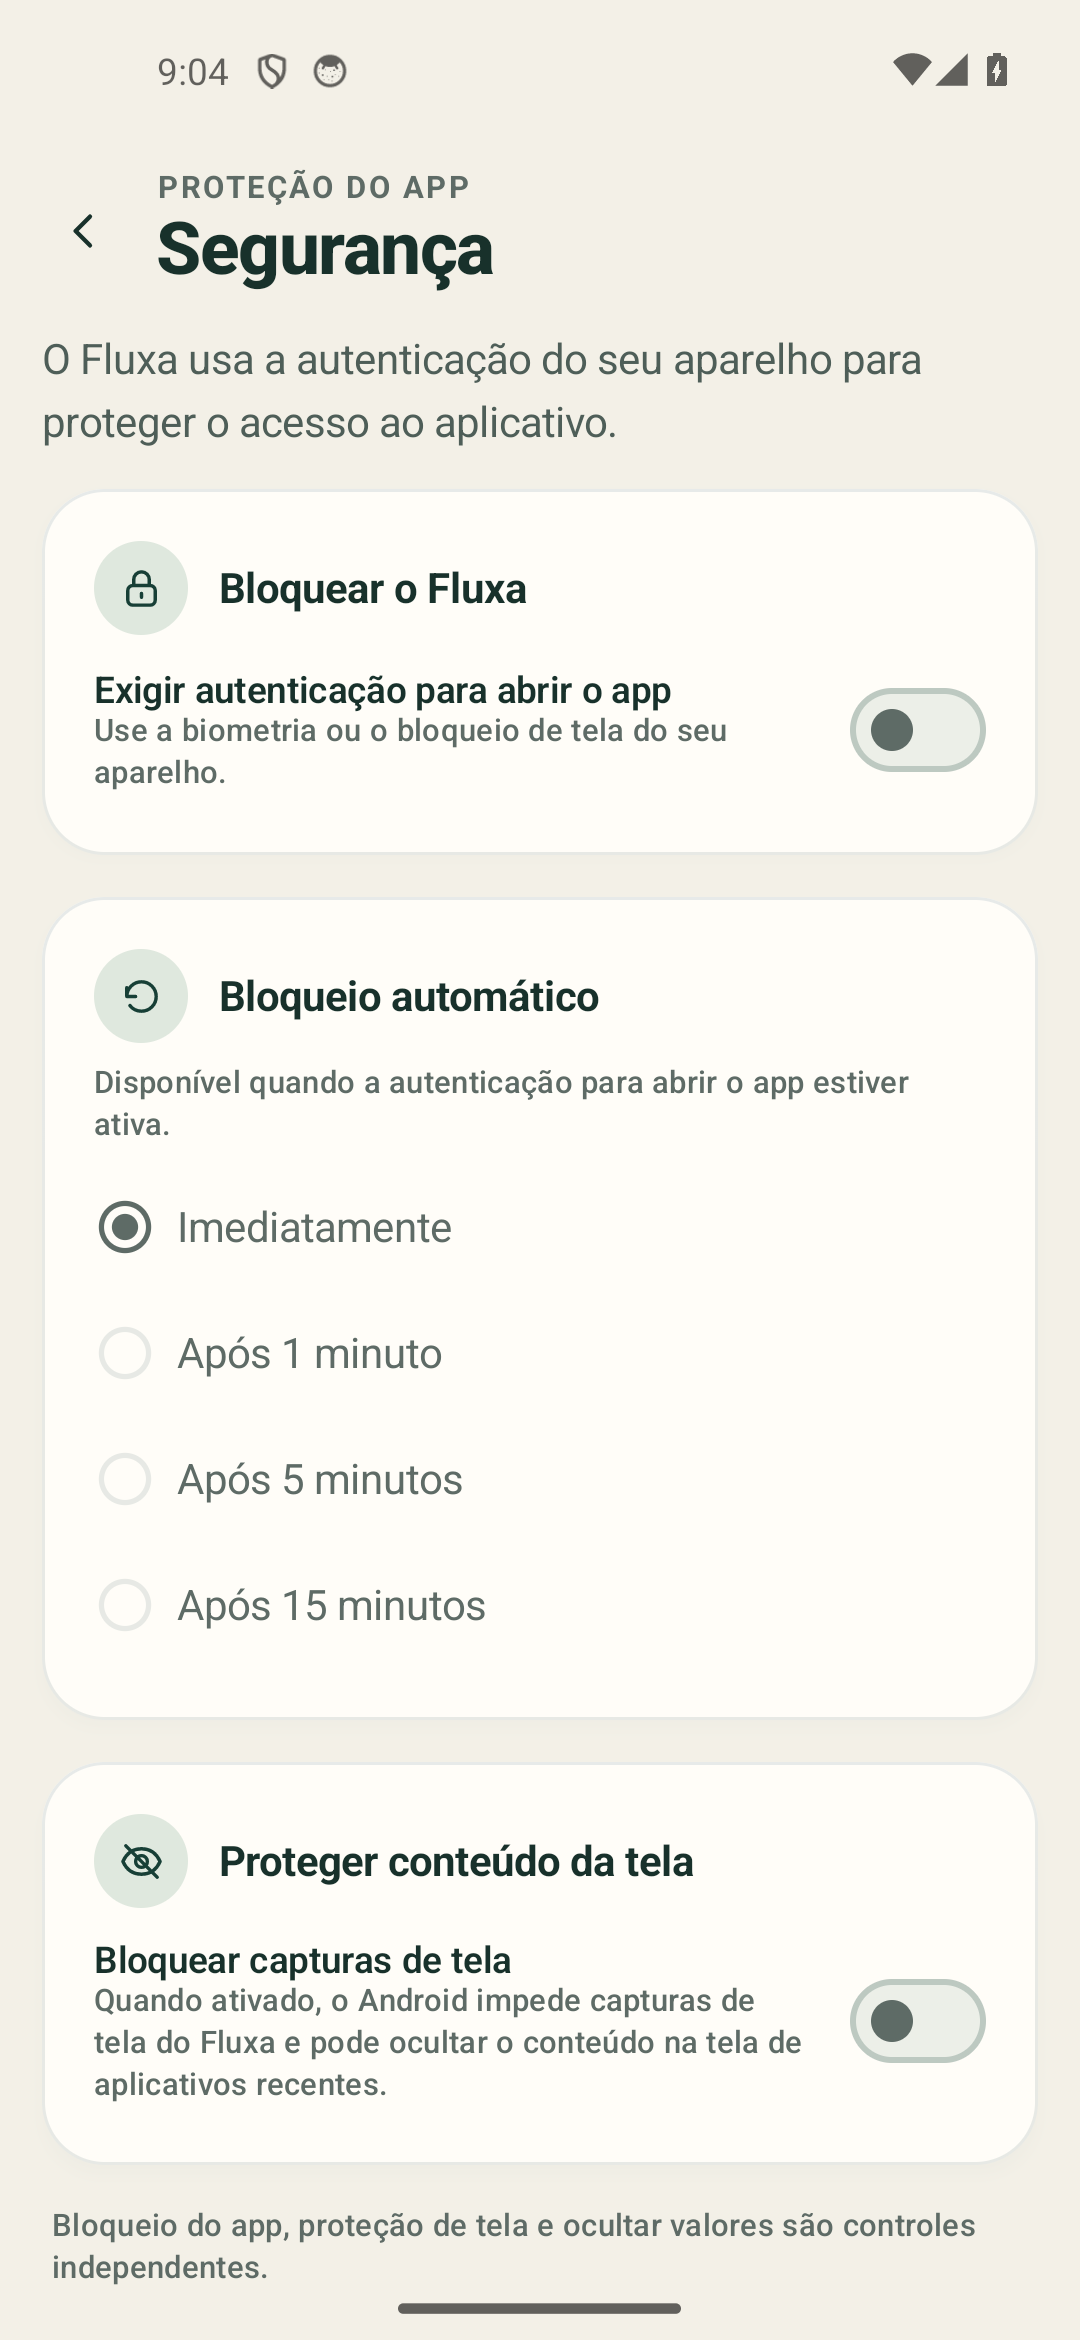 9:04
PROTEÇÃO DO APP
Segurança
O Fluxa usa a autenticação do seu aparelho para
proteger o acesso ao aplicativo.
Bloquear o Fluxa
Exigir autenticação para abrir o app
Use a biometria ou o bloqueio de tela do seu
aparelho.
Bloqueio automático
Disponível quando a autenticação para abrir o app estiver
ativa.
Imediatamente
Após 1 minuto
Após 5 minutos
Após 15 minutos
Proteger conteúdo da tela
Bloquear capturas de tela
Quando ativado, o Android impede capturas de
tela do Fluxa e pode ocultar o conteúdo na tela de
aplicativos recentes.
Bloqueio do app, proteção de tela e ocultar valores são controles
independentes.